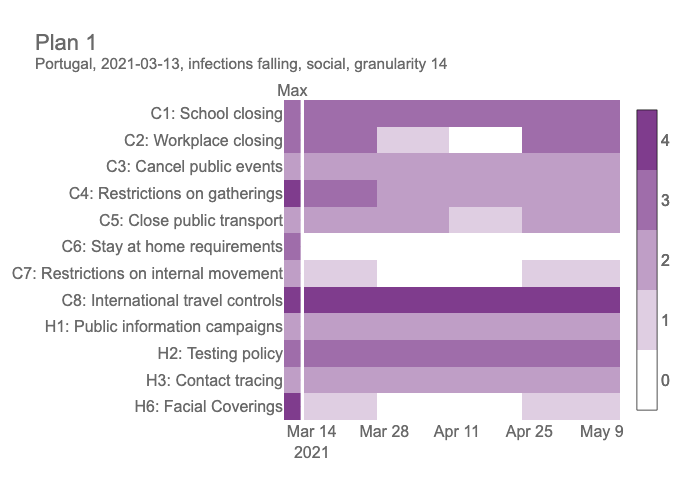 Plan 1
Portugal, 2021-03-13, infections falling, social, granularity 14
Max
C1: School closing
C2: Workplace closing
C3: Cancel public events
C4: Restrictions on gatherings
C5: Close public transport
C6: Stay at home requirements
C7: Restrictions on internal movement
C8: International travel controls
H1: Public information campaigns
H2: Testing policy
H3: Contact tracing
H6: Facial Coverings
Mar 14 Mar 28 Apr 11 Apr 25 May 9
2021
4
3
2
1
0